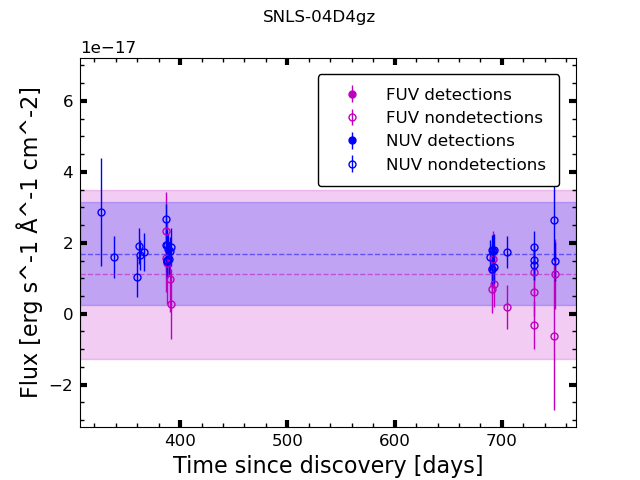 SNLS-04D4gz
1e−17
FUV detections
FUV nondetections
NUV detections
NUV nondetections
6
4
2
0
−2
Flux [erg s^-1 Å^-1 cm^-2]
400 500 600 700
Time since discovery [days]